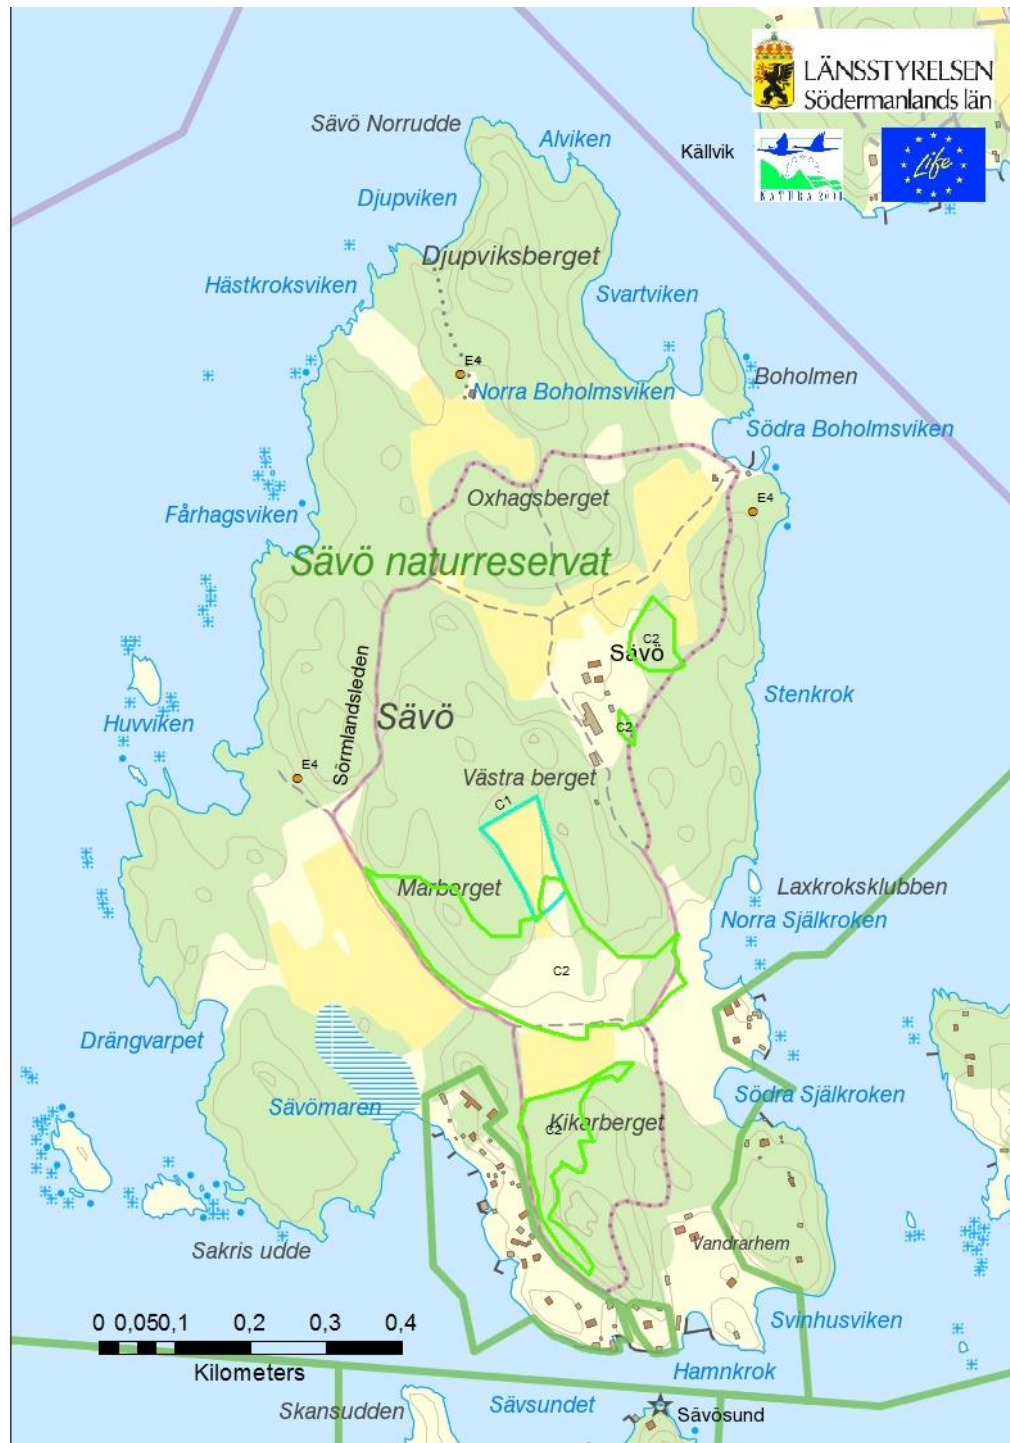 LÄNSSTYRELSEN
Södermanlands län
NATURA 2000
Life
Källvik
Sävö Norrudde
Alviken
Djupviken
Djupviksberget
Hästkroksviken
Svartviken
E4
Boholmen
Norra Boholmsviken
Södra Boholmsviken
Oxhagsberget
E4
Fårhagsviken
Sävö naturreservat
C2
Sävö
Stenkrok
Huvviken
Sörmlandsleden
Sävö
C2
E4
Västra berget
C1
Marberget
Laxkroksklubben
Norra Själkroken
C2
Drängvarpet
Sävömaren
Södra Själkroken
Kikarberget
C2
Sakris udde
Vandrarhem
Svinhusviken
0 0,05 0,1 0,2 0,3 0,4
Kilometers
Hamnkrok
Skansudden
Sävsundet
Sävösund